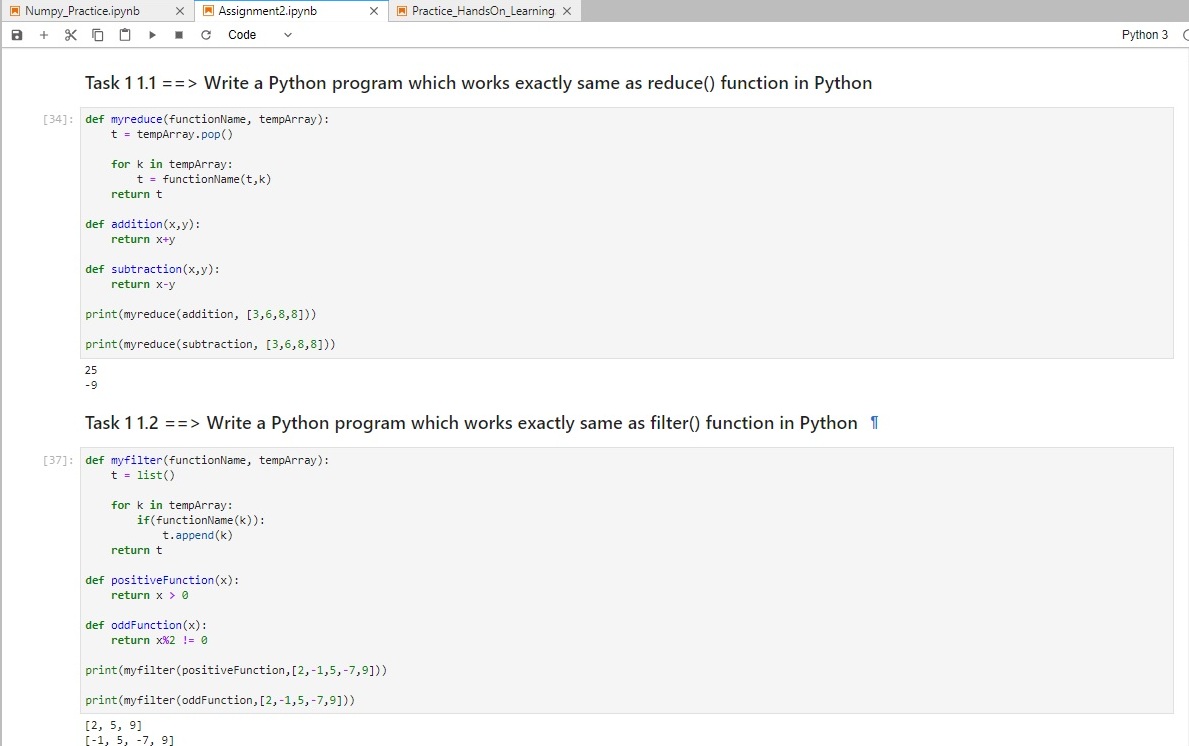 Numpy_Practice.ipynb
Assignment2.ipynb
Practice_HandsOn_Learning.
Code
Python 3
Task 1 1.1 ==> Write a Python program which works exactly same as reduce() function in Python
[34]:
def myreduce(functionName, tempArray):
    t = tempArray.pop()
    for k in tempArray:
        t = functionName(t,k)
    return t
def addition(x,y):
    return x+y
def subtraction(x,y):
    return x-y
print(myreduce(addition, [3,6,8,8]))
print(myreduce(subtraction, [3,6,8,8]))
25
-9
Task 1 1.2 ==> Write a Python program which works exactly same as filter() function in Python ¶
[37]:
def myfilter(functionName, tempArray):
    t = list()
    for k in tempArray:
        if(functionName(k)):
            t.append(k)
    return t
def positiveFunction(x):
    return x > 0
def oddFunction(x):
    return x%2 != 0
print(myfilter(positiveFunction,[2,-1,5,-7,9]))
print(myfilter(oddFunction,[2,-1,5,-7,9]))
[2, 5, 9]
[-1, 5, -7, 9]